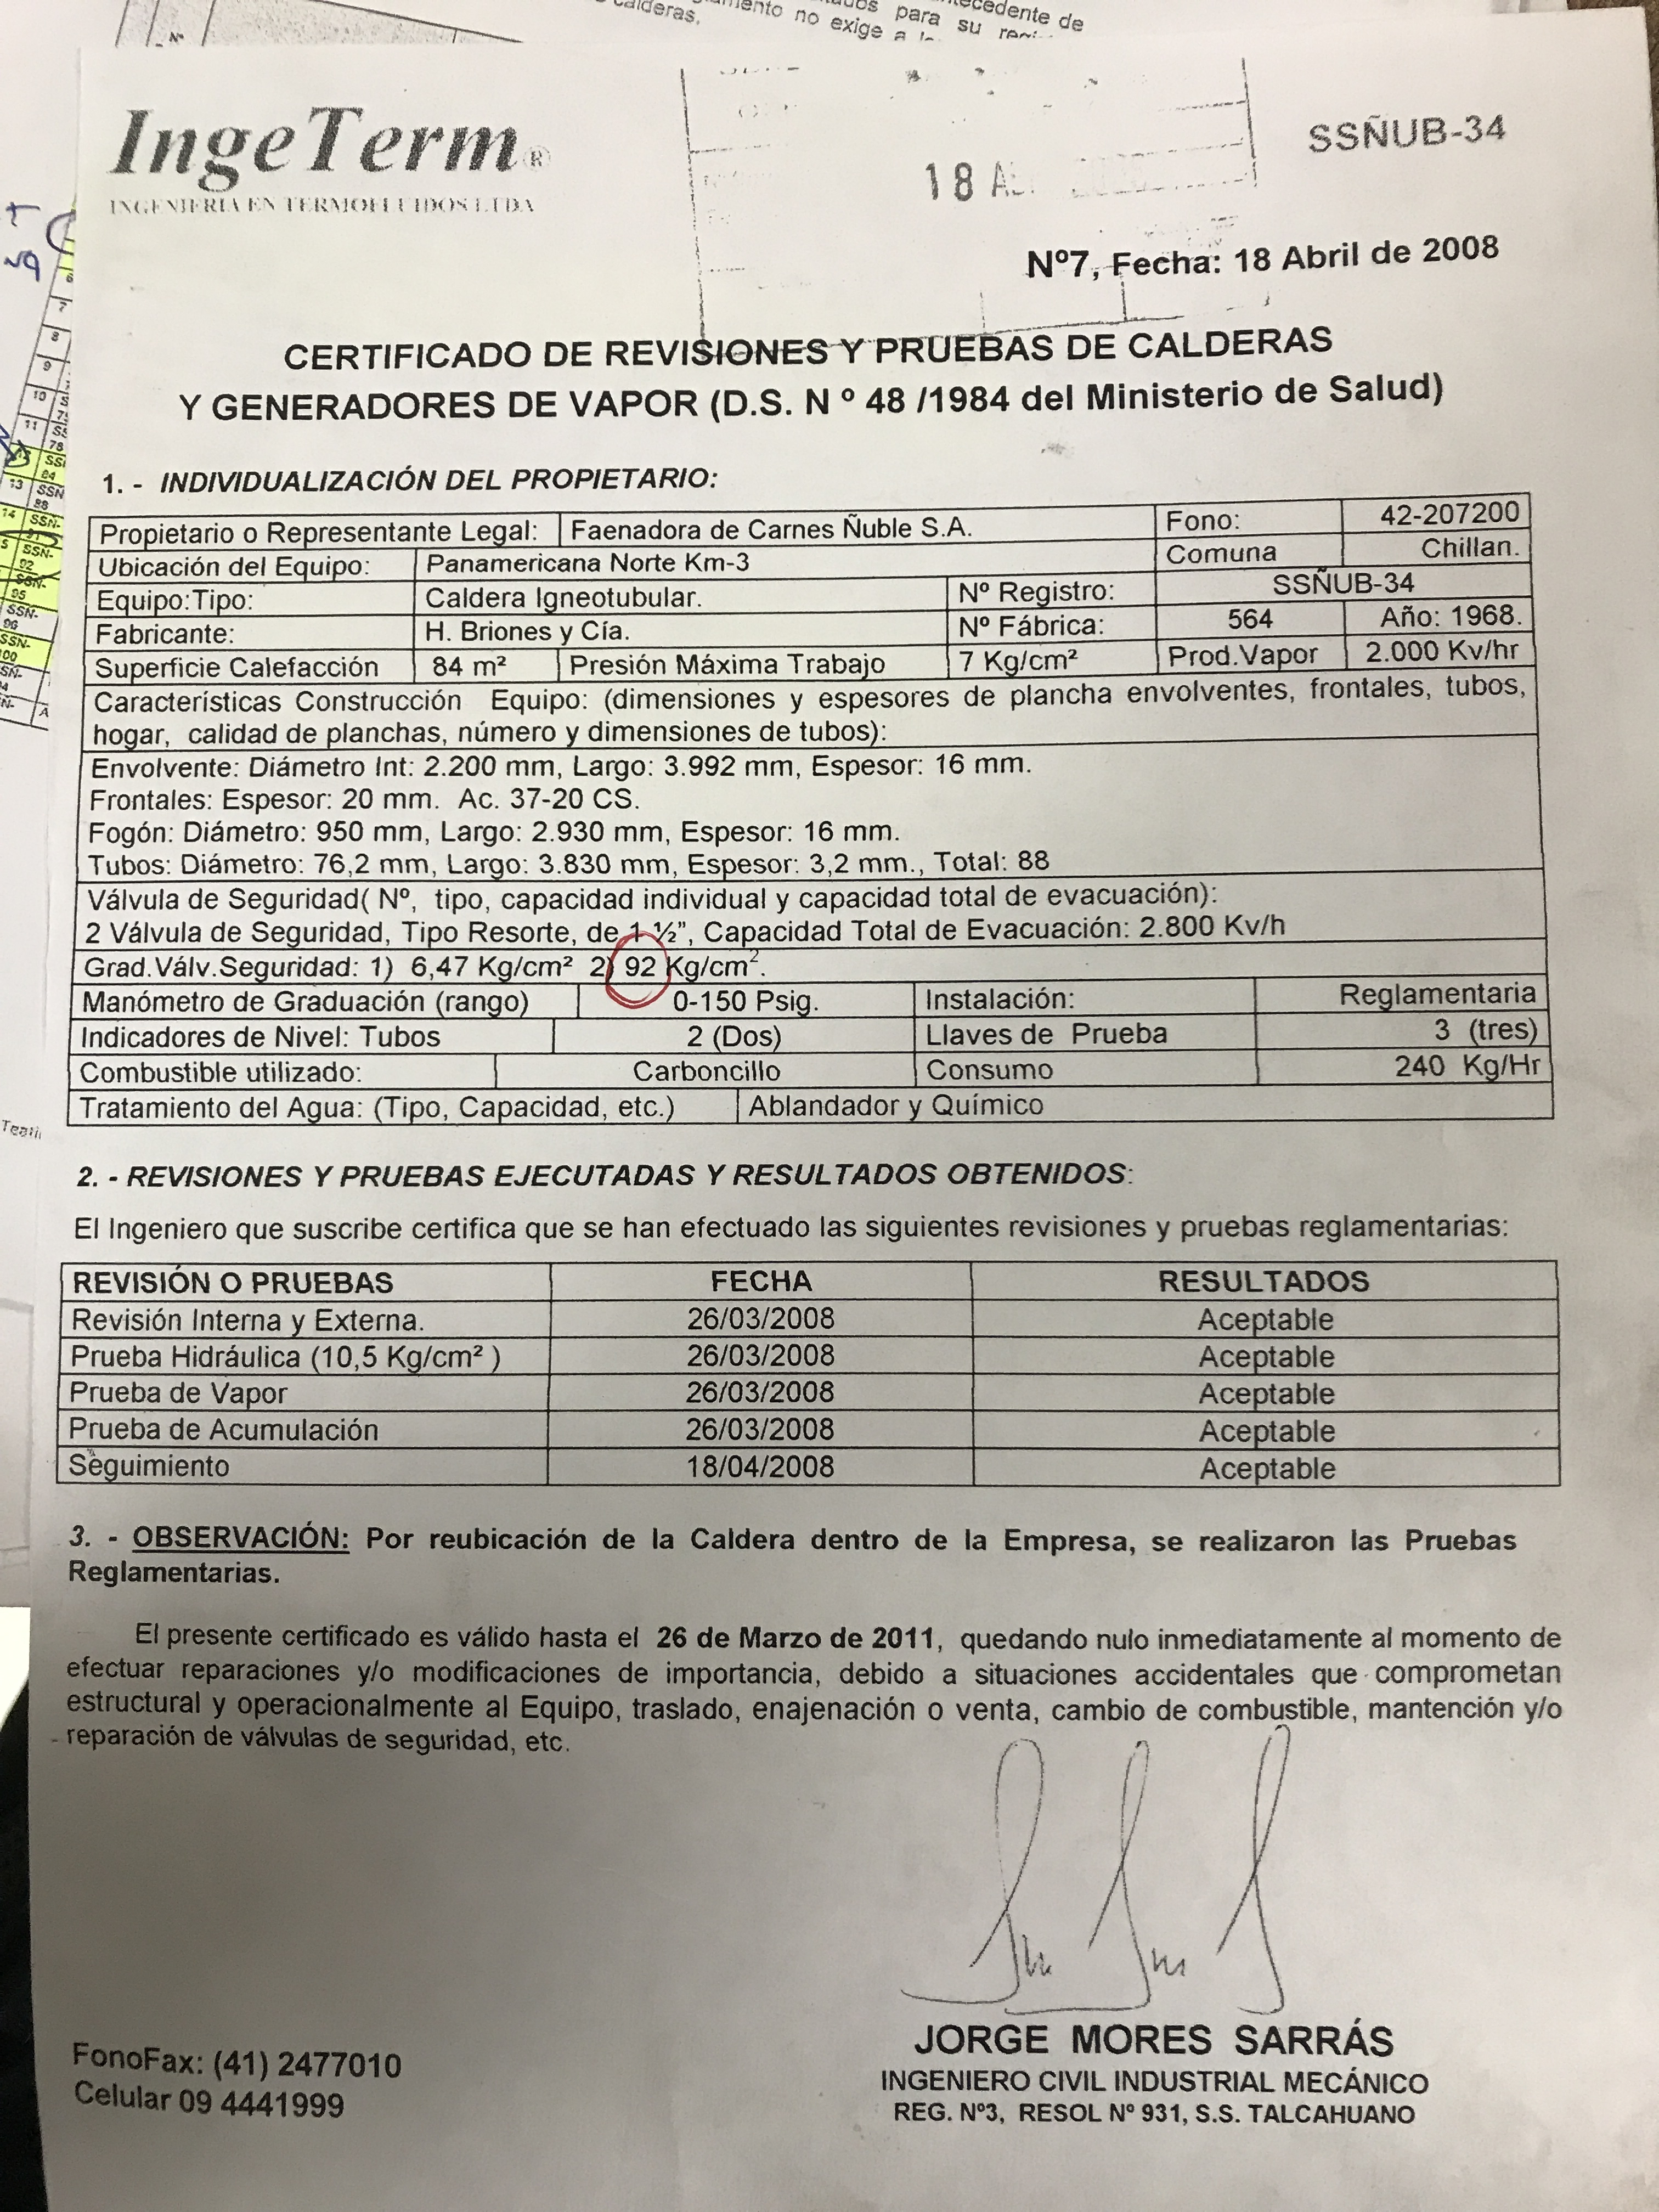 cedente de
calderas,
mento no exige a
para su
IngeTerm®
INGENIERIA EN TERMOFLUIDOS LTDA
18
SSÑUB-34
Nº7, Fecha: 18 Abril de 2008
CERTIFICADO DE REVISIONES Y PRUEBAS DE CALDERAS
Y GENERADORES DE VAPOR (D.S. N º 48 /1984 del Ministerio de Salud)
1. - INDIVIDUALIZACIÓN DEL PROPIETARIO:
Propietario o Representante Legal: Faenadora de Carnes Ñuble S.A. Fono: 42-207200
Ubicación del Equipo: Panamericana Norte Km-3 Comuna Chillan.
Equipo:Tipo: Caldera Igneotubular. Nº Registro: SSÑUB-34
Fabricante: H. Briones y Cía. Nº Fábrica: 564 Año: 1968.
Superficie Calefacción 84 m² Presión Máxima Trabajo 7 Kg/cm² Prod.Vapor 2.000 Kv/hr
Características Construcción Equipo: (dimensiones y espesores de plancha envolventes, frontales, tubos,
hogar, calidad de planchas, número y dimensiones de tubos):
Envolvente: Diámetro Int: 2.200 mm, Largo: 3.992 mm, Espesor: 16 mm.
Frontales: Espesor: 20 mm. Ac. 37-20 CS.
Fogón: Diámetro: 950 mm, Largo: 2.930 mm, Espesor: 16 mm.
Tubos: Diámetro: 76,2 mm, Largo: 3.830 mm, Espesor: 3,2 mm., Total: 88
Válvula de Seguridad( Nº, tipo, capacidad individual y capacidad total de evacuación):
2 Válvula de Seguridad, Tipo Resorte, de 1 ½", Capacidad Total de Evacuación: 2.800 Kv/h
Grad.Válv.Seguridad: 1) 6,47 Kg/cm² 2) 92 Kg/cm².
Manómetro de Graduación (rango) 0-150 Psig. Instalación: Reglamentaria
Indicadores de Nivel: Tubos 2 (Dos) Llaves de Prueba 3 (tres)
Combustible utilizado: Carboncillo Consumo 240 Kg/Hr
Tratamiento del Agua: (Tipo, Capacidad, etc.) Ablandador y Químico
2. - REVISIONES Y PRUEBAS EJECUTADAS Y RESULTADOS OBTENIDOS:
El Ingeniero que suscribe certifica que se han efectuado las siguientes revisiones y pruebas reglamentarias:
REVISIÓN O PRUEBAS FECHA RESULTADOS
Revisión Interna y Externa. 26/03/2008 Aceptable
Prueba Hidráulica (10,5 Kg/cm² ) 26/03/2008 Aceptable
Prueba de Vapor 26/03/2008 Aceptable
Prueba de Acumulación 26/03/2008 Aceptable
Seguimiento 18/04/2008 Aceptable
3. - OBSERVACIÓN: Por reubicación de la Caldera dentro de la Empresa, se realizaron las Pruebas
Reglamentarias.
El presente certificado es válido hasta el 26 de Marzo de 2011, quedando nulo inmediatamente al momento de
efectuar reparaciones y/o modificaciones de importancia, debido a situaciones accidentales que comprometan
estructural y operacionalmente al Equipo, traslado, enajenación o venta, cambio de combustible, mantención y/o
reparación de válvulas de seguridad, etc.
JORGE MORES SARRÁS
INGENIERO CIVIL INDUSTRIAL MECÁNICO
REG. Nº3, RESOL Nº 931, S.S. TALCAHUANO
FonoFax: (41) 2477010
Celular 09 4441999